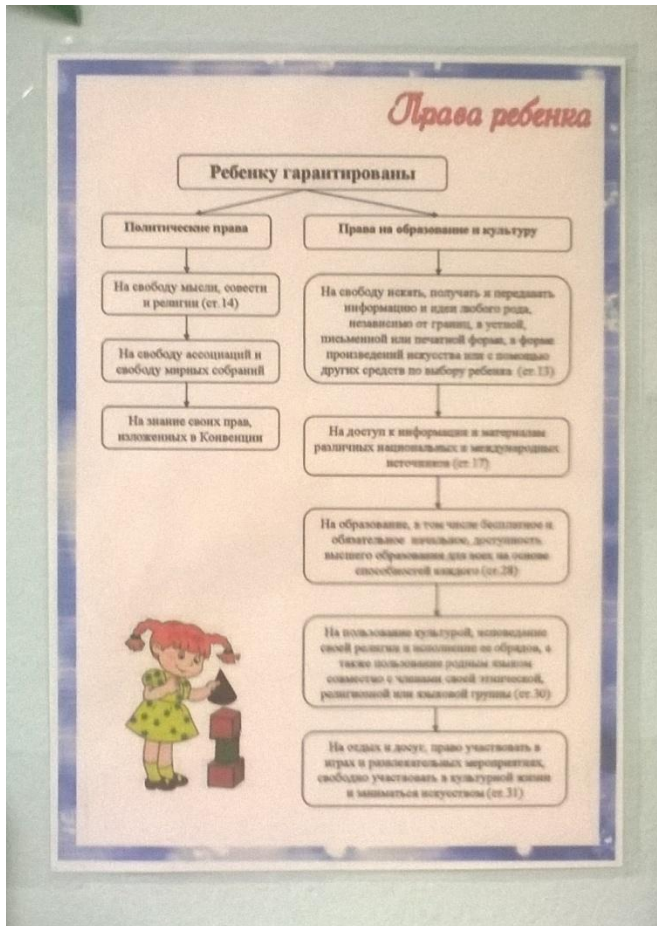 Права ребенка
Ребенку гарантированы
Политические права
На свободу мысли, совести
и религии (ст.14)
На свободу ассоциаций и
свободу мирных собраний
На знание своих прав,
изложенных в Конвенции
Права на образование и культуру
На свободу искать, получать и передавать
информацию и идеи любого рода,
независимо от границ, в устной,
письменной или печатной форме, в форме
произведений искусства или с помощью
других средств по выбору ребенка (ст.13)
На доступ к информации и материалам
различных национальных и международных
источников (ст.17)
На образование, в том числе бесплатное и
обязательное начальное, доступность
высшего образования для всех на основе
способностей каждого (ст.28)
На пользование культурой, исповедание
своей религии и исполнение ее обрядов, а
также пользование родным языком
совместно с членами своей этнической,
религиозной или языковой группы (ст.30)
На отдых и досуг, право участвовать в
играх и развлекательных мероприятиях,
свободно участвовать в культурной жизни
и заниматься искусством (ст.31)